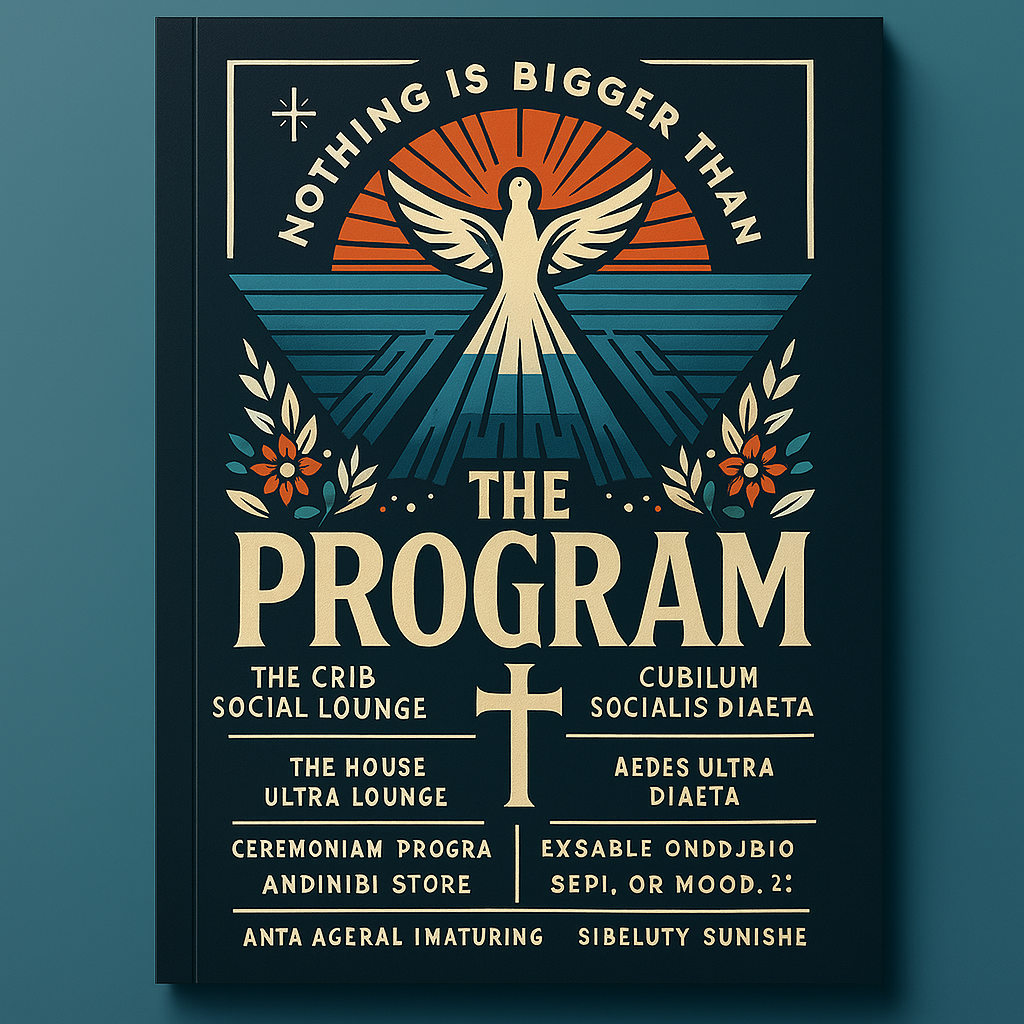 NOTHING IS BIGGER THAN
THE
PROGRAM
THE CRIB
SOCIAL LOUNGE
CUBILUM
SOCIALIS DIAETA
THE HOUSE
ULTRA LOUNGE
AEDES ULTRA
DIAETA
CEREMONIAM PROGRA
ANDINIBI STORE
EXSABLE ONDDJBIO
SEPI, OR MOOD. 2:
ANTA AGERAL IMATURING
SIBELUTY SUNISHE